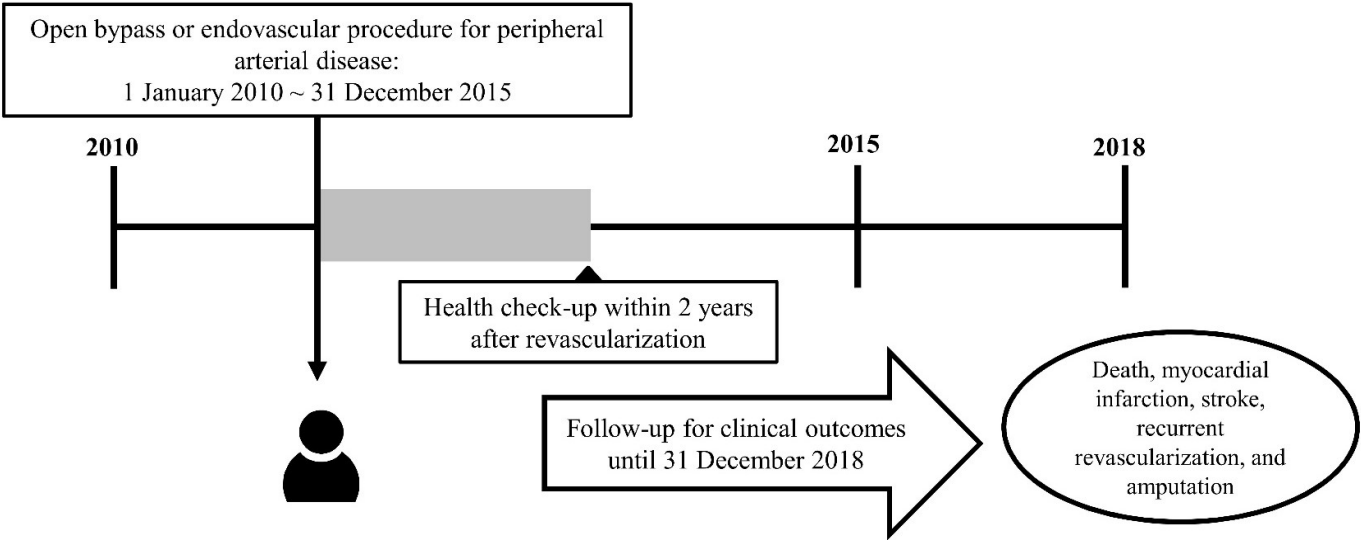 Open bypass or endovascular procedure for peripheral
arterial disease:
1 January 2010 ~ 31 December 2015
2010
2015
2018
Health check-up within 2 years
after revascularization
Follow-up for clinical outcomes
until 31 December 2018
Death, myocardial
infarction, stroke,
recurrent
revascularization, and
amputation